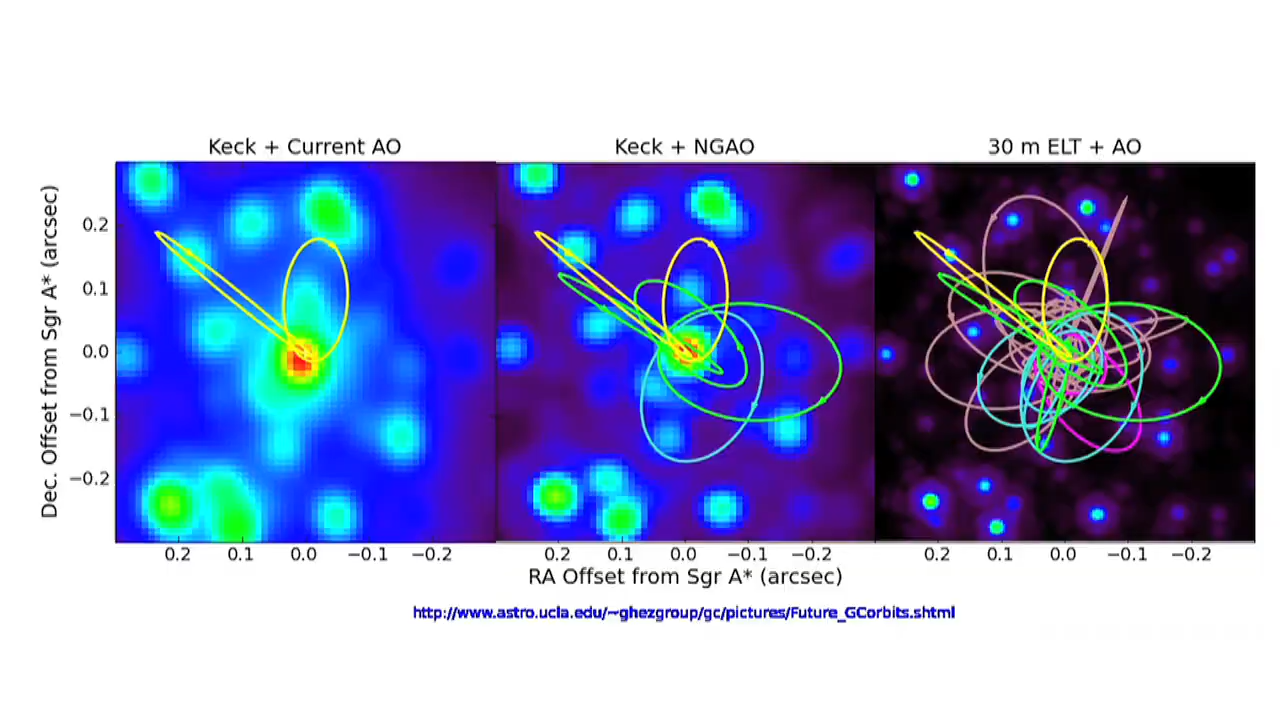 Keck + Current AO
Keck + NGAO
30 m ELT + AO
Dec. Offset from Sgr A* (arcsec)
0.2
0.1
0.0
−0.1
−0.2
0.2 0.1 0.0 −0.1 −0.2
0.2 0.1 0.0 −0.1 −0.2
0.2 0.1 0.0 −0.1 −0.2
RA Offset from Sgr A* (arcsec)
http://www.astro.ucla.edu/~ghezgroup/gc/pictures/Future_GCorbits.shtml